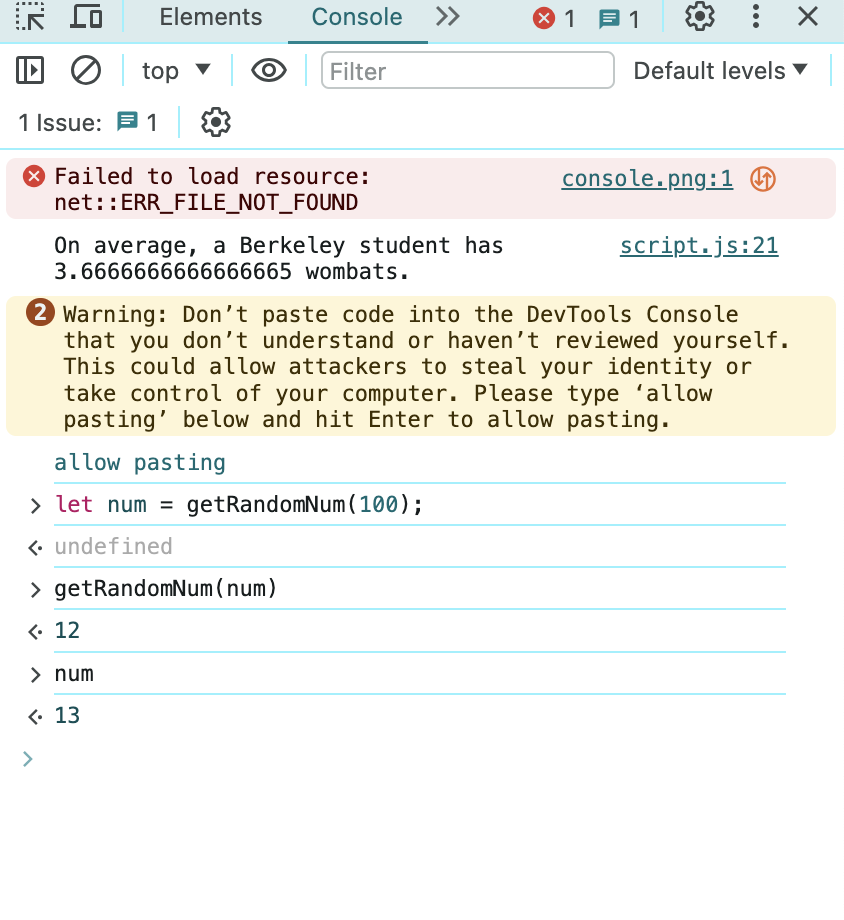 Elements Console 1 1
top Filter Default levels
1 Issue: 1
Failed to load resource: console.png:1
net::ERR_FILE_NOT_FOUND
On average, a Berkeley student has script.js:21
3.6666666666666665 wombats.
2 Warning: Don’t paste code into the DevTools Console
that you don’t understand or haven’t reviewed yourself.
This could allow attackers to steal your identity or
take control of your computer. Please type ‘allow
pasting’ below and hit Enter to allow pasting.
allow pasting
let num = getRandomNum(100);
undefined
getRandomNum(num)
12
num
13